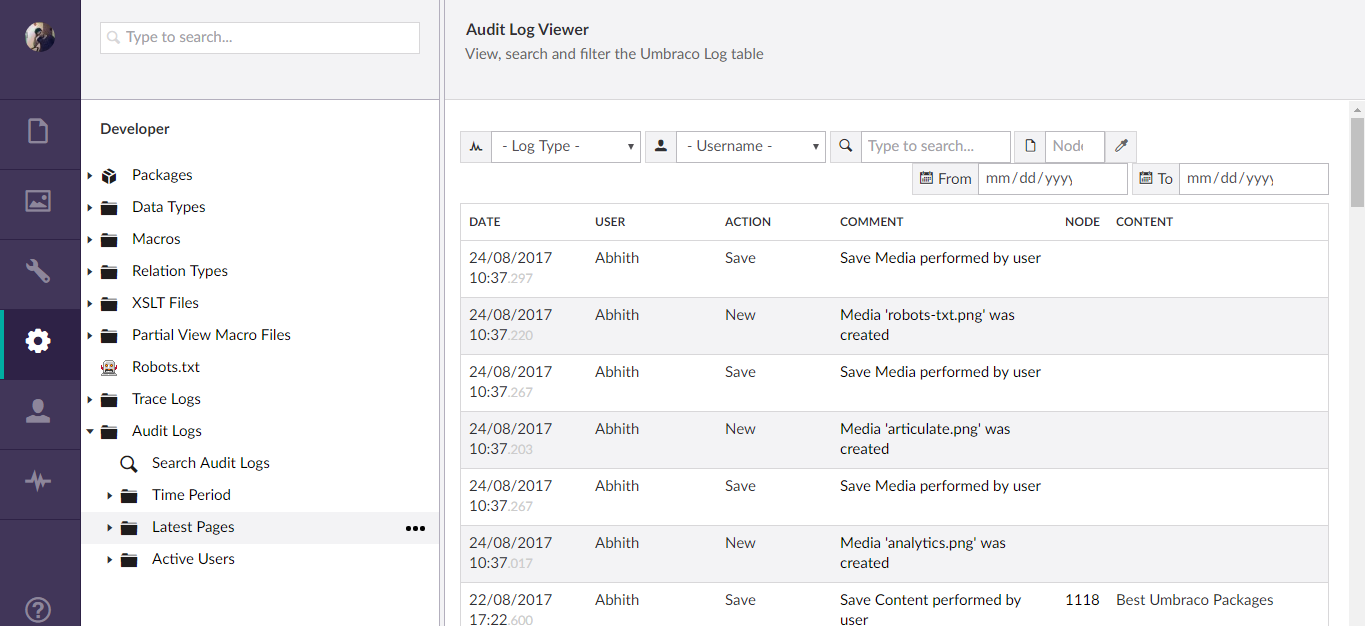 Type to search...
Developer
Packages
Data Types
Macros
Relation Types
XSLT Files
Partial View Macro Files
Robots.txt
Trace Logs
Audit Logs
Search Audit Logs
Time Period
Latest Pages
Active Users
Audit Log Viewer
View, search and filter the Umbraco Log table
- Log Type - - Username - Type to search... Node
From mm/dd/yyyy To mm/dd/yyyy
DATE USER ACTION COMMENT NODE CONTENT
24/08/2017 Abhith Save Save Media performed by user
10:37.297
24/08/2017 Abhith New Media 'robots-txt.png' was
10:37.220 created
24/08/2017 Abhith Save Save Media performed by user
10:37.267
24/08/2017 Abhith New Media 'articulate.png' was
10:37.203 created
24/08/2017 Abhith Save Save Media performed by user
10:37.267
24/08/2017 Abhith New Media 'analytics.png' was
10:37.017 created
22/08/2017 Abhith Save Save Content performed by 1118 Best Umbraco Packages
17:22.600 user